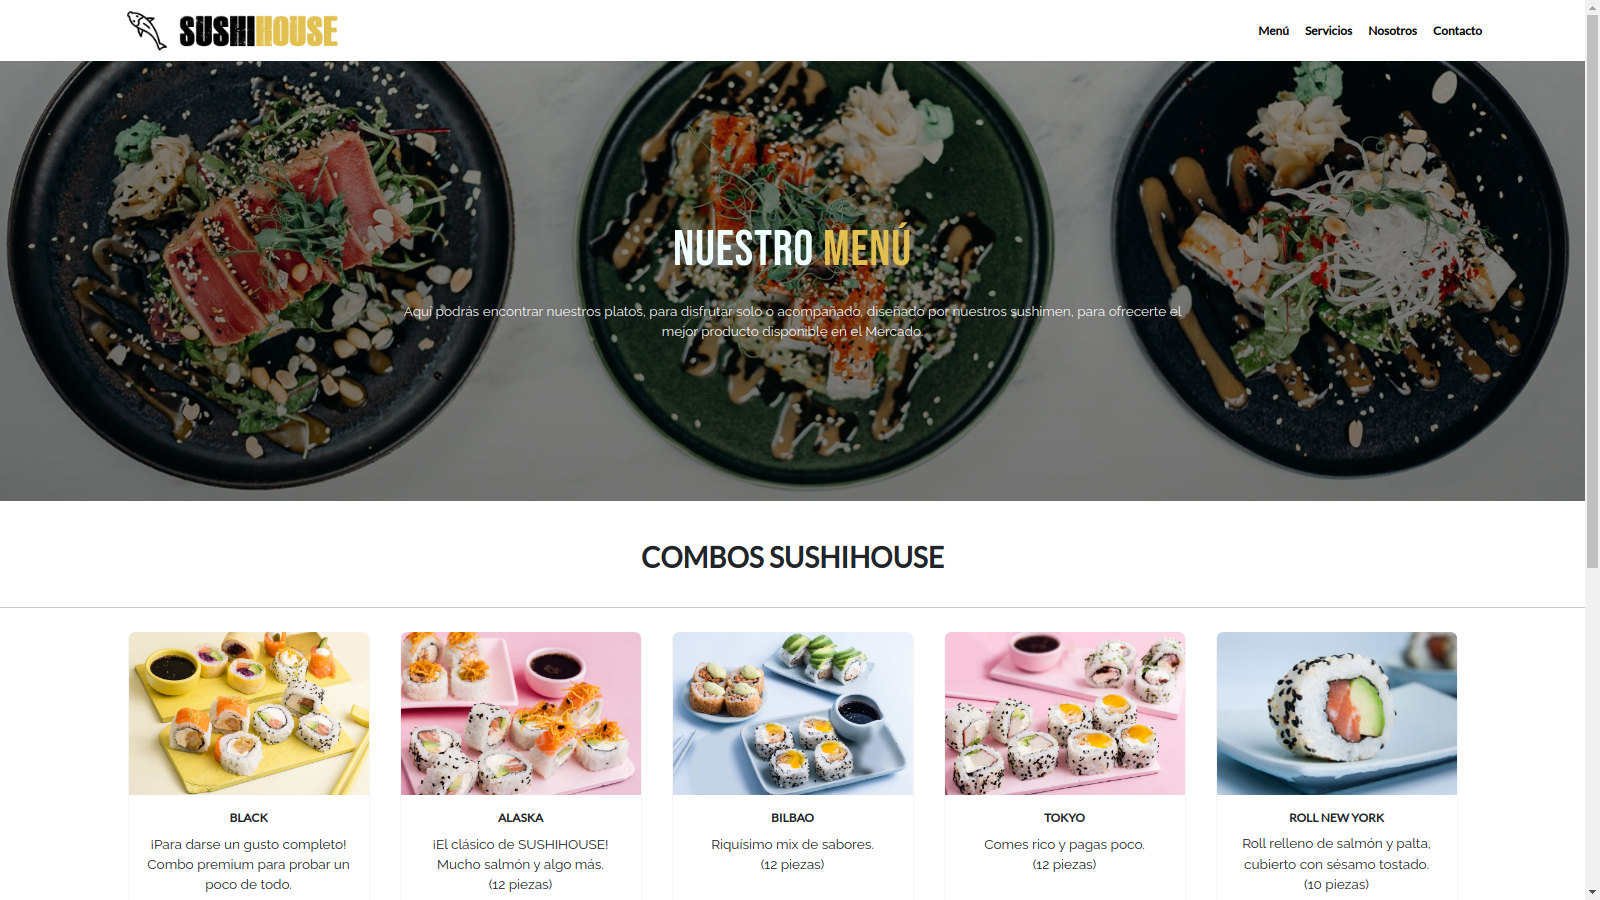 SUSHIHOUSE
Menú Servicios Nosotros Contacto
NUESTRO MENÚ
Aquí podrás encontrar nuestros platos, para disfrutar solo o acompañado, diseñado por nuestros sushimen, para ofrecerte el
mejor producto disponible en el Mercado.
COMBOS SUSHIHOUSE
BLACK
¡Para darse un gusto completo!
Combo premium para probar un
poco de todo.
ALASKA
¡El clásico de SUSHIHOUSE!
Mucho salmón y algo más.
(12 piezas)
BILBAO
Riquísimo mix de sabores.
(12 piezas)
TOKYO
Comes rico y pagas poco.
(12 piezas)
ROLL NEW YORK
Roll relleno de salmón y palta,
cubierto con sésamo tostado.
(10 piezas)